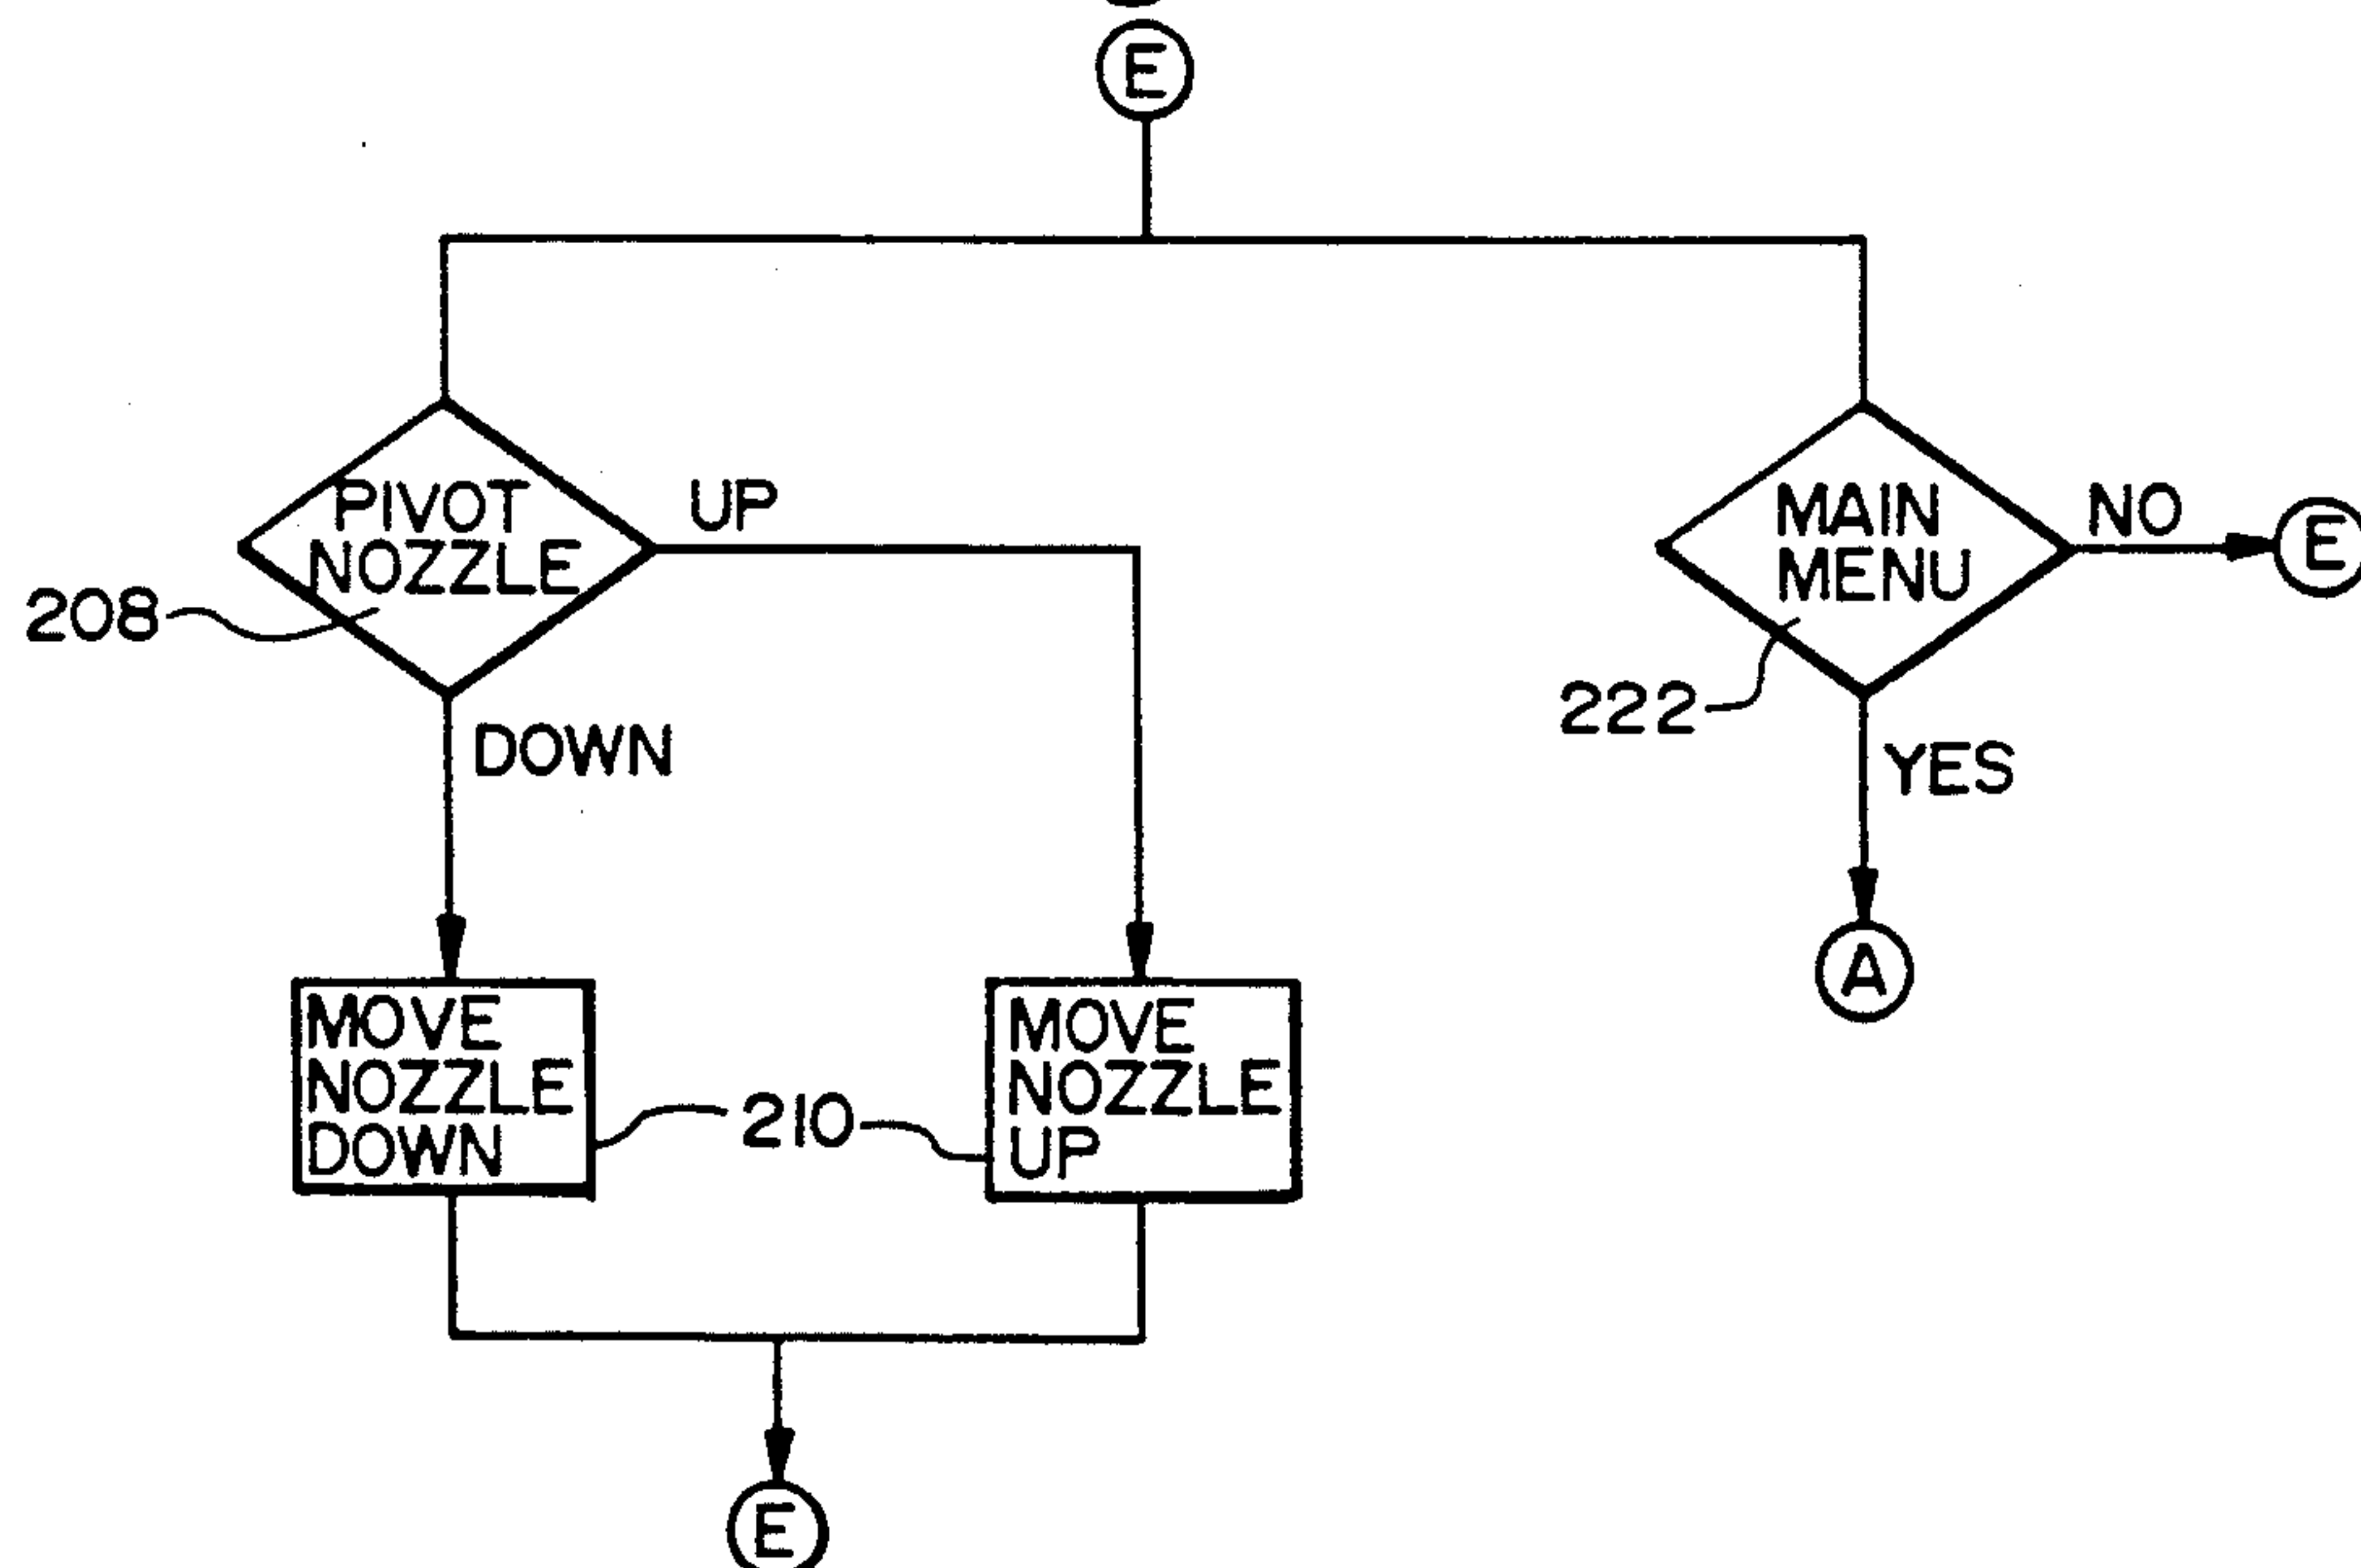 E
PIVOT
NOZZLE
UP
DOWN
208
MAIN
MENU
NO
E
222
YES
A
MOVE
NOZZLE
DOWN
210
MOVE
NOZZLE
UP
E